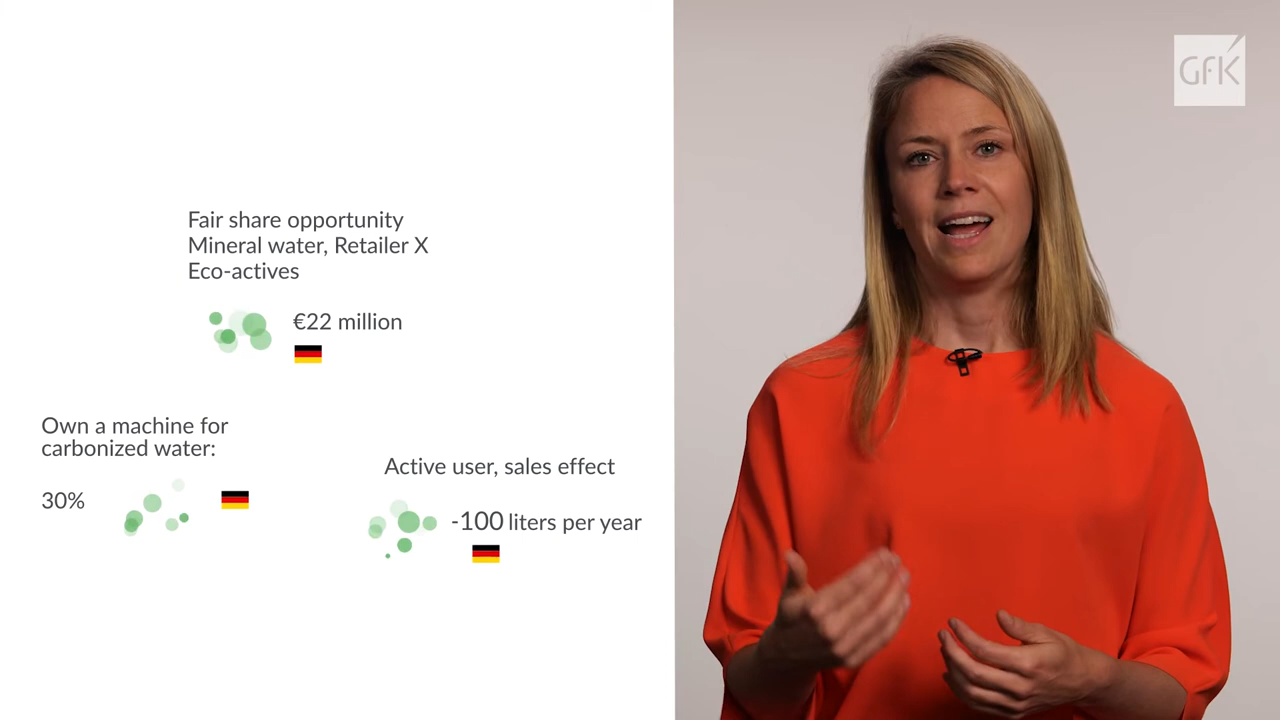 Fair share opportunity
Mineral water, Retailer X
Eco-actives
€22 million
Own a machine for
carbonized water:
30%
Active user, sales effect
-100 liters per year
GfK